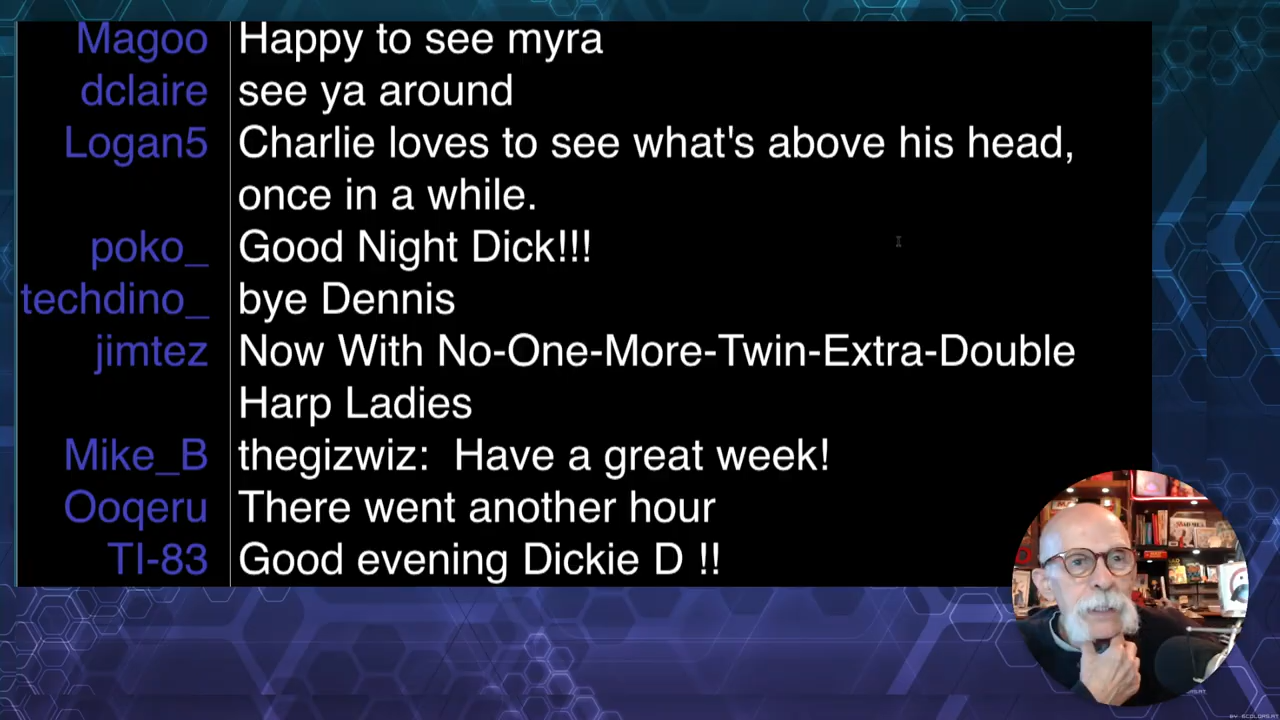 Magoo Happy to see myra
dclaire see ya around
Logan5 Charlie loves to see what's above his head,
once in a while.
poko_ Good Night Dick!!!
techdino_ bye Dennis
jimtez Now With No-One-More-Twin-Extra-Double
Harp Ladies
Mike_B thegizwiz:  Have a great week!
Ooqeru There went another hour
TI-83 Good evening Dickie D !!